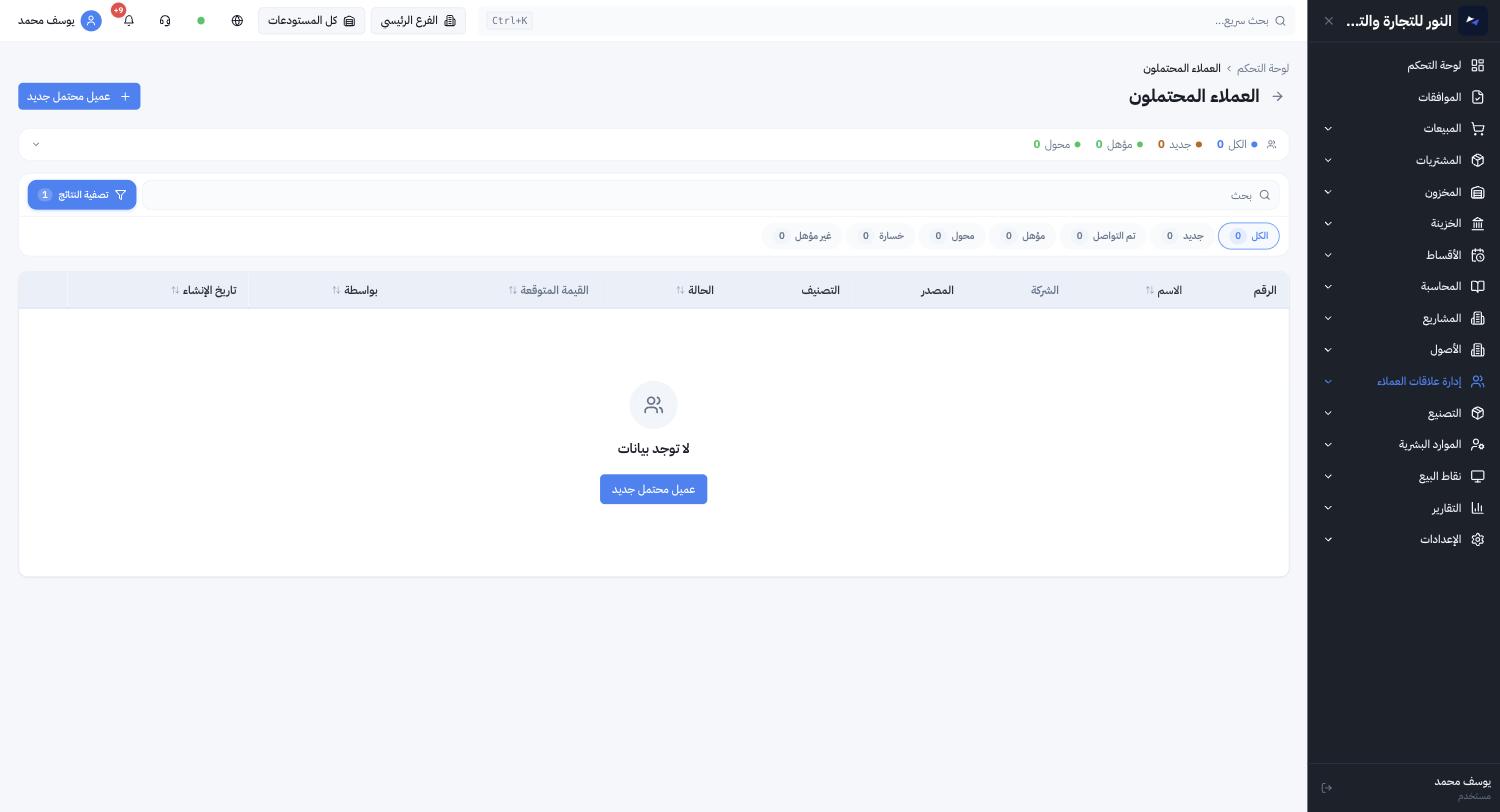 النور للتجارة والتـ...
لوحة التحكم
الموافقات
المبيعات
المشتريات
المخزون
الخزينة
الأقساط
المحاسبة
المشاريع
الأصول
إدارة علاقات العملاء
التصنيع
الموارد البشرية
نقاط البيع
التقارير
الإعدادات
يوسف محمد
مستخدم
بحث سريع...
Ctrl+K
الفرع الرئيسي
كل المستودعات
+9
يوسف محمد
لوحة التحكم › العملاء المحتملون
العملاء المحتملون
عميل محتمل جديد
الكل 0 جديد 0 مؤهل 0 محول 0
بحث
تصفية النتائج 1
الكل 0 جديد 0 تم التواصل 0 مؤهل 0 محول 0 خسارة 0 غير مؤهل 0
الرقم الاسم الشركة المصدر التصنيف الحالة القيمة المتوقعة بواسطة تاريخ الإنشاء
لا توجد بيانات
عميل محتمل جديد